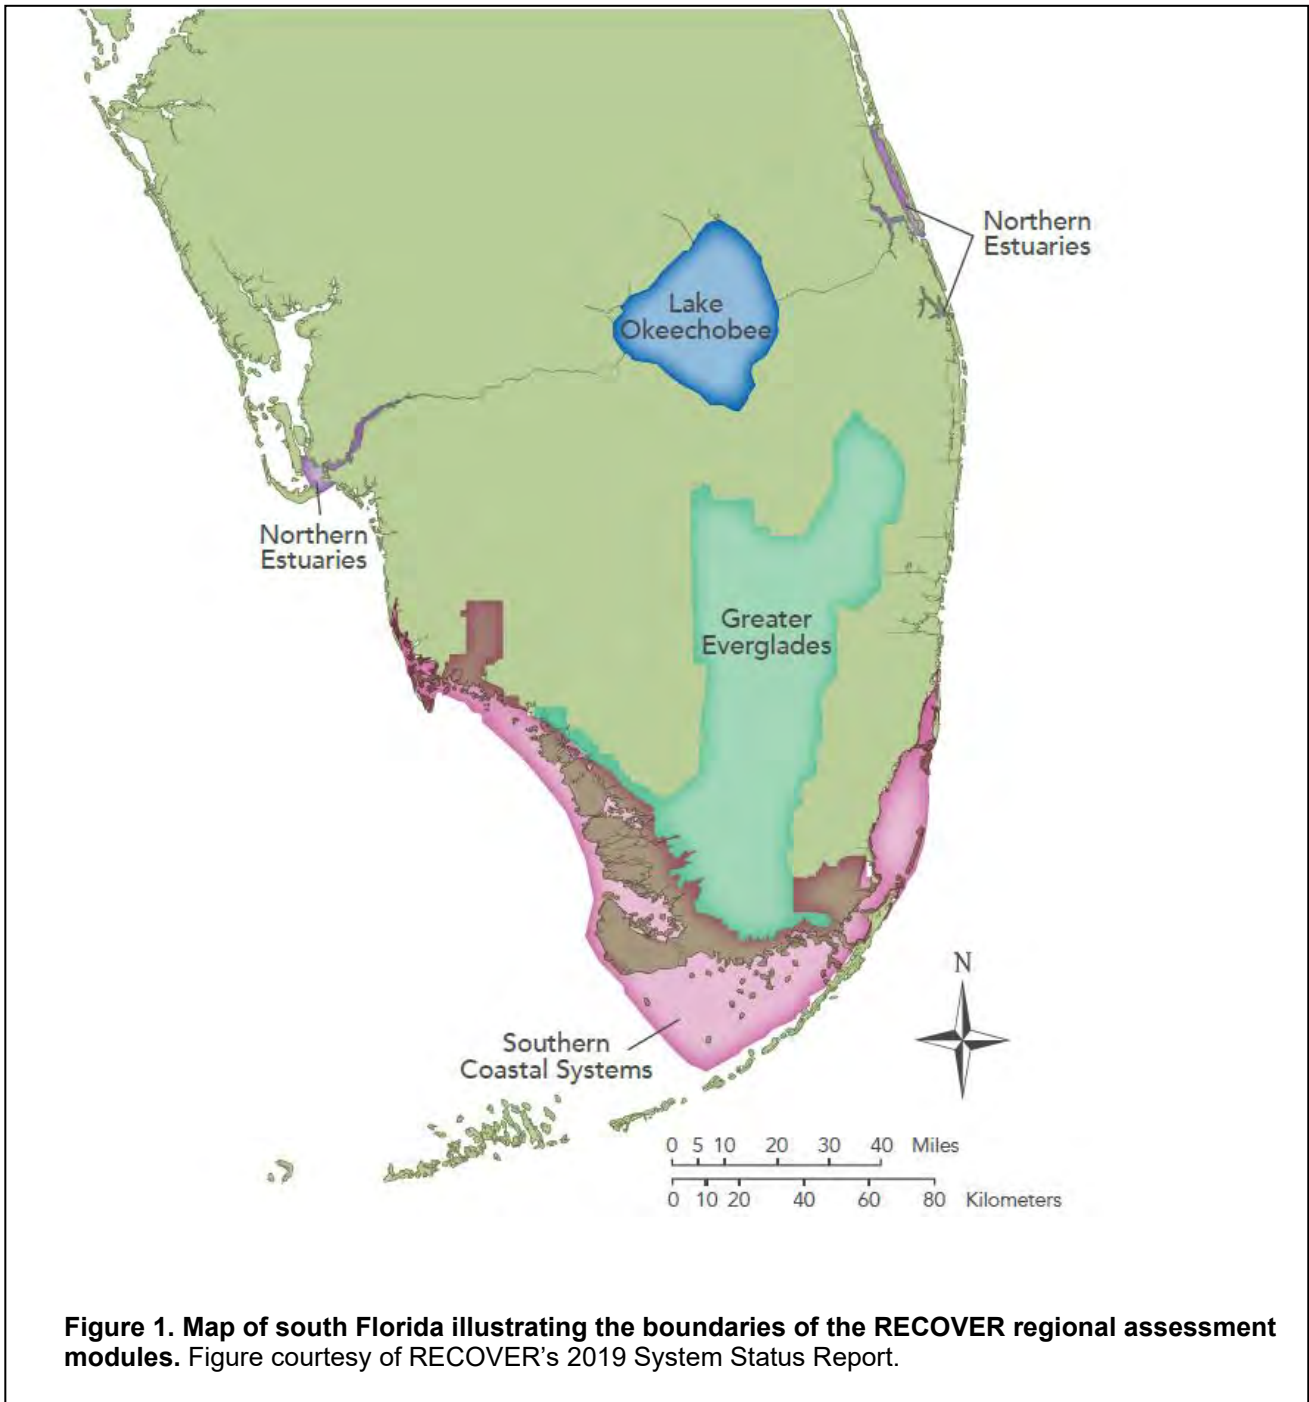 Northern
Estuaries
Lake
Okeechobee
Northern
Estuaries
Greater
Everglades
N
Southern
Coastal Systems
0 5 10 20 30 40 Miles
0 10 20 40 60 80 Kilometers
Figure 1. Map of south Florida illustrating the boundaries of the RECOVER regional assessment
modules. Figure courtesy of RECOVER's 2019 System Status Report.